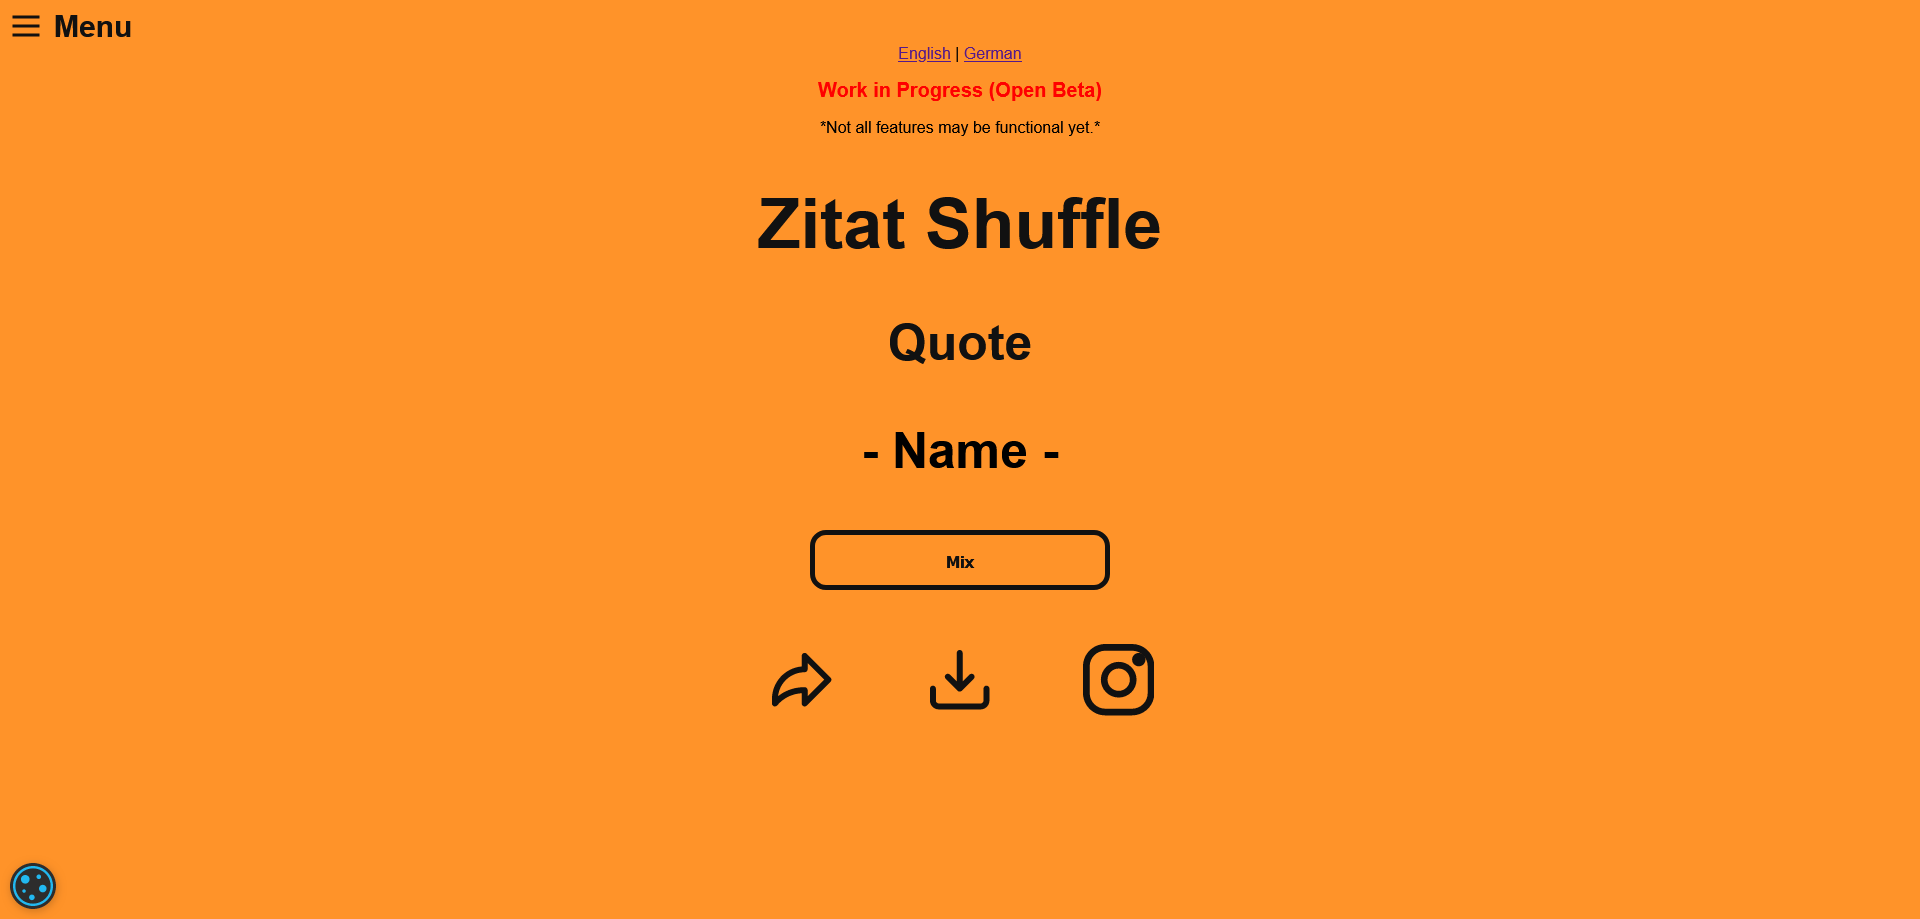 Menu
English | German
Work in Progress (Open Beta)
*Not all features may be functional yet.*
Zitat Shuffle
Quote
- Name -
Mix